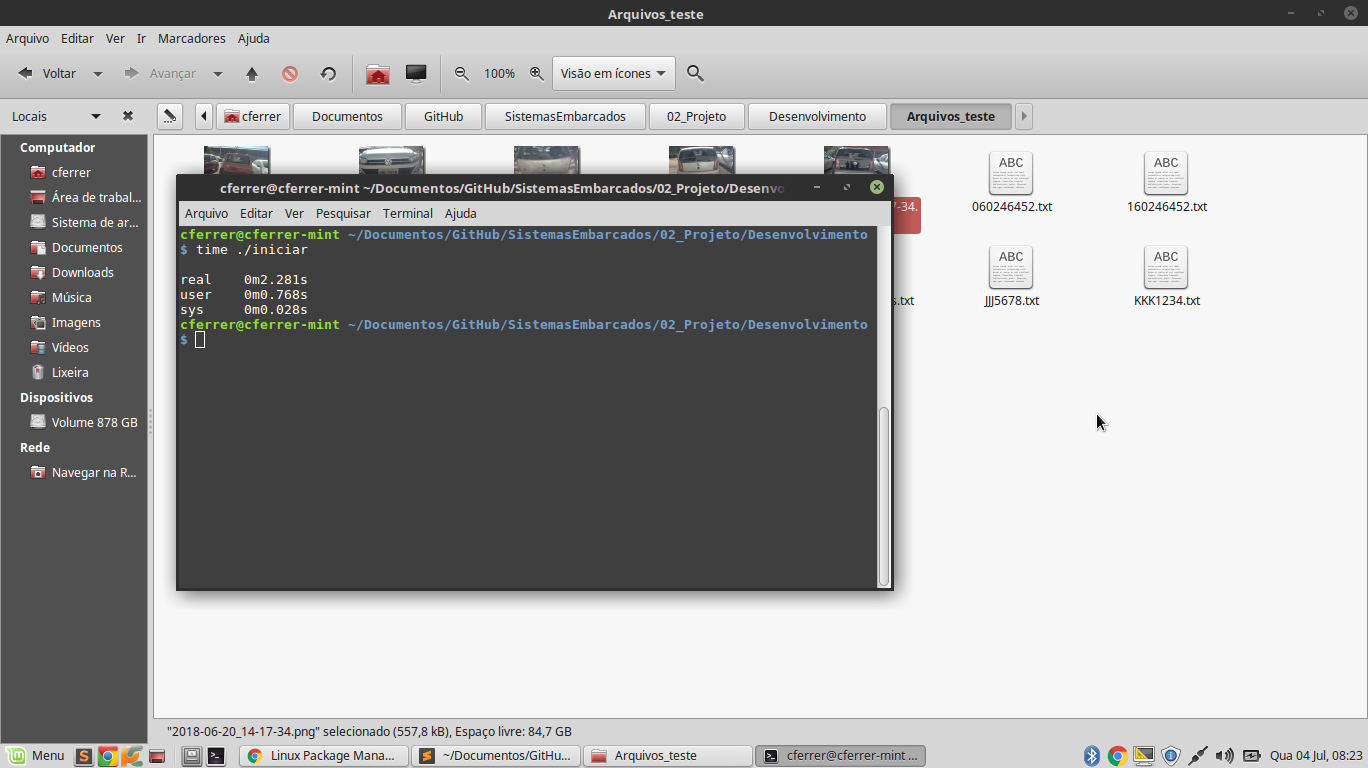 Arquivos_teste
Arquivo Editar Ver Ir Marcadores Ajuda
Voltar Avançar 100% Visão em ícones
Locais cferrer Documentos GitHub SistemasEmbarcados 02_Projeto Desenvolvimento Arquivos_teste
Computador
cferrer
Área de trabal...
Sistema de ar...
Documentos
Downloads
Música
Imagens
Vídeos
Lixeira
Dispositivos
Volume 878 GB
Rede
Navegar na R...
ABC ABC
7-34. 060246452.txt 160246452.txt
ABC ABC
s.txt JJJ5678.txt KKK1234.txt
cferrer@cferrer-mint ~/Documentos/GitHub/SistemasEmbarcados/02_Projeto/Desenvo
Arquivo Editar Ver Pesquisar Terminal Ajuda
cferrer@cferrer-mint ~/Documentos/GitHub/SistemasEmbarcados/02_Projeto/Desenvolvimento
$ time ./iniciar
real 0m2.281s
user 0m0.768s
sys 0m0.028s
cferrer@cferrer-mint ~/Documentos/GitHub/SistemasEmbarcados/02_Projeto/Desenvolvimento
$
"2018-06-20_14-17-34.png" selecionado (557,8 kB), Espaço livre: 84,7 GB
Menu Linux Package Mana... ~/Documentos/GitHu... Arquivos_teste cferrer@cferrer-mint ... Qua 04 Jul, 08:23